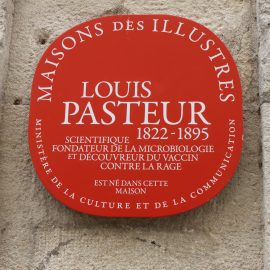 MAISONS DES ILLUSTRES
LOUIS
PASTEUR
1822-1895
SCIENTIFIQUE
FONDATEUR DE LA MICROBIOLOGIE
ET DÉCOUVREUR DU VACCIN
CONTRE LA RAGE
EST NÉ DANS CETTE
MAISON
MINISTÈRE DE LA CULTURE ET DE LA COMMUNICATION